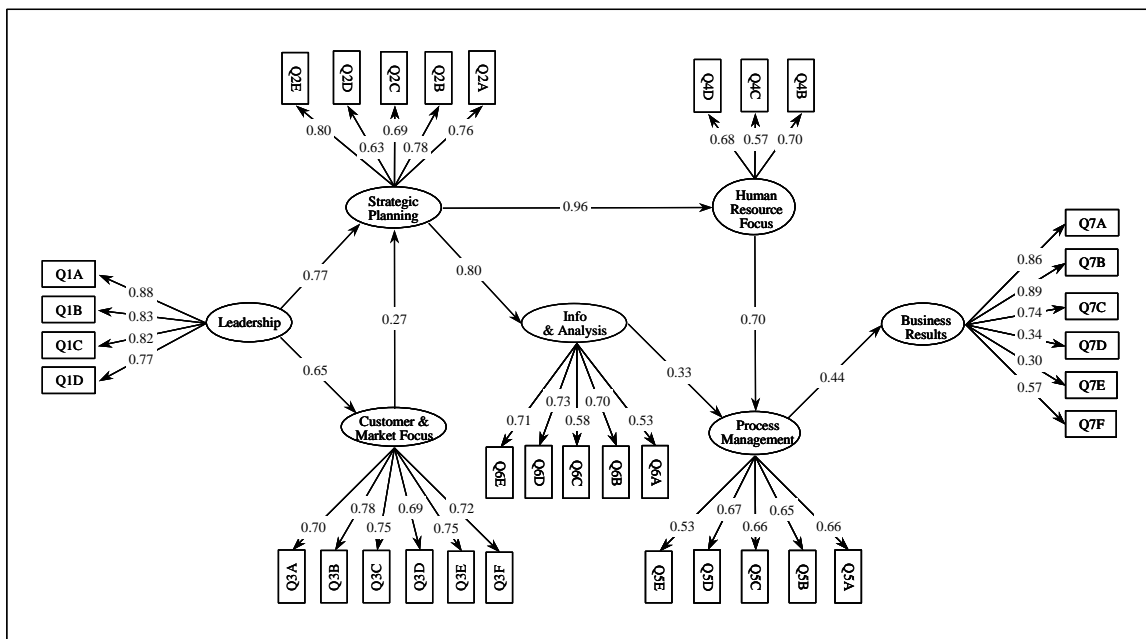 Q2E
Q2D
Q2C
Q2B
Q2A
0.80
0.63
0.69
0.78
0.76
Strategic
Planning
Q4D
Q4C
Q4B
0.68
0.57
0.70
Human
Resource
Focus
0.96
Q1A
Q1B
Q1C
Q1D
0.88
0.83
0.82
0.77
Leadership
0.77
0.65
0.27
0.80
Info
& Analysis
0.33
0.70
0.71
0.73
0.58
0.70
0.53
Q6E
Q6D
Q6C
Q6B
Q6A
Customer &
Market Focus
0.70
0.78
0.75
0.69
0.75
0.72
Q3A
Q3B
Q3C
Q3D
Q3E
Q3F
Process
Management
0.53
0.67
0.66
0.65
0.66
Q5E
Q5D
Q5C
Q5B
Q5A
0.44
Business
Results
0.86
0.89
0.74
0.34
0.30
0.57
Q7A
Q7B
Q7C
Q7D
Q7E
Q7F